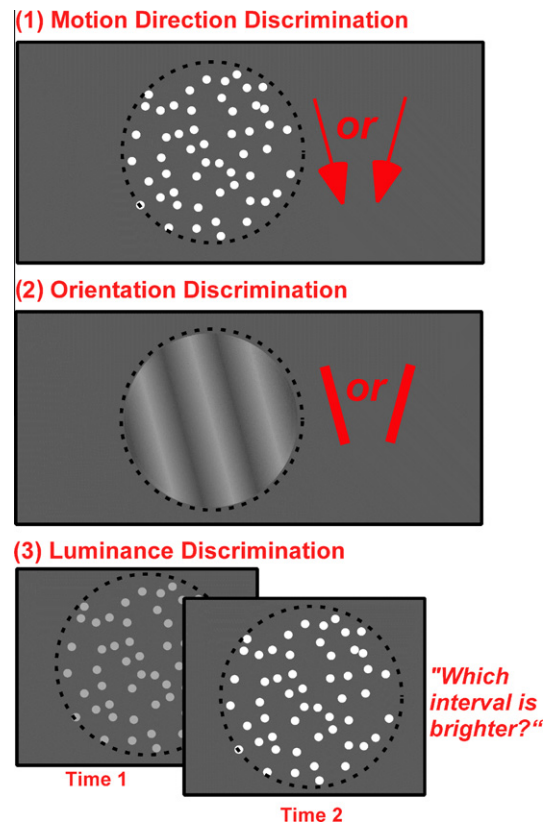 (1) Motion Direction Discrimination
or
(2) Orientation Discrimination
or
(3) Luminance Discrimination
"Which
interval is
brighter?“
Time 1
Time 2